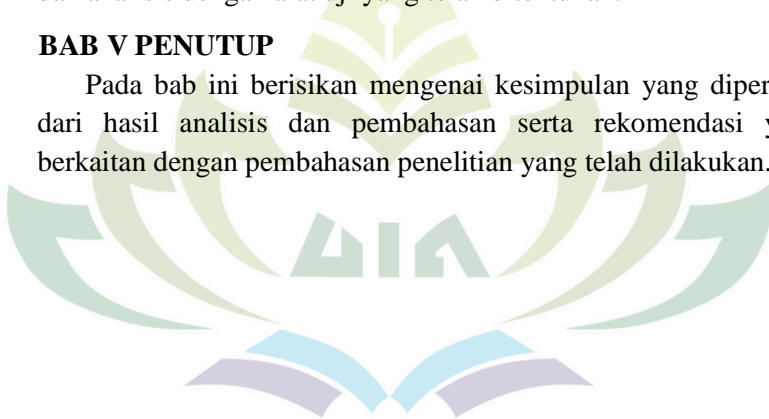 BAB V PENUTUP
Pada bab ini berisikan mengenai kesimpulan yang diper
dari hasil analisis dan pembahasan serta rekomendasi y
berkaitan dengan pembahasan penelitian yang telah dilakukan.
UIN